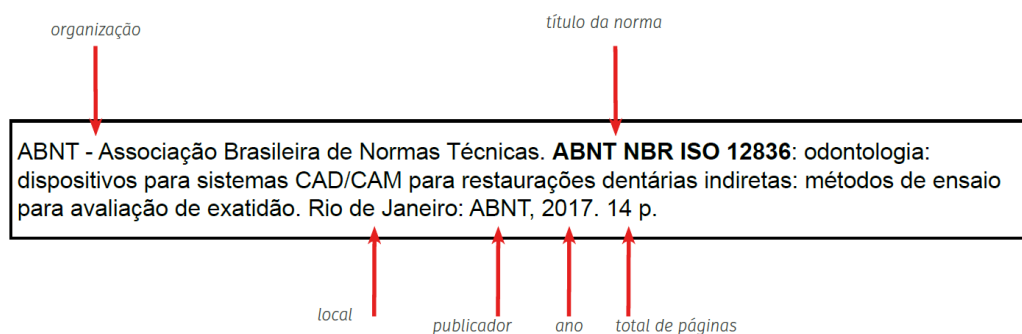 organização
título da norma
ABNT - Associação Brasileira de Normas Técnicas. ABNT NBR ISO 12836: odontologia:
dispositivos para sistemas CAD/CAM para restaurações dentárias indiretas: métodos de ensaio
para avaliação de exatidão. Rio de Janeiro: ABNT, 2017. 14 p.
local
publicador
ano
total de páginas